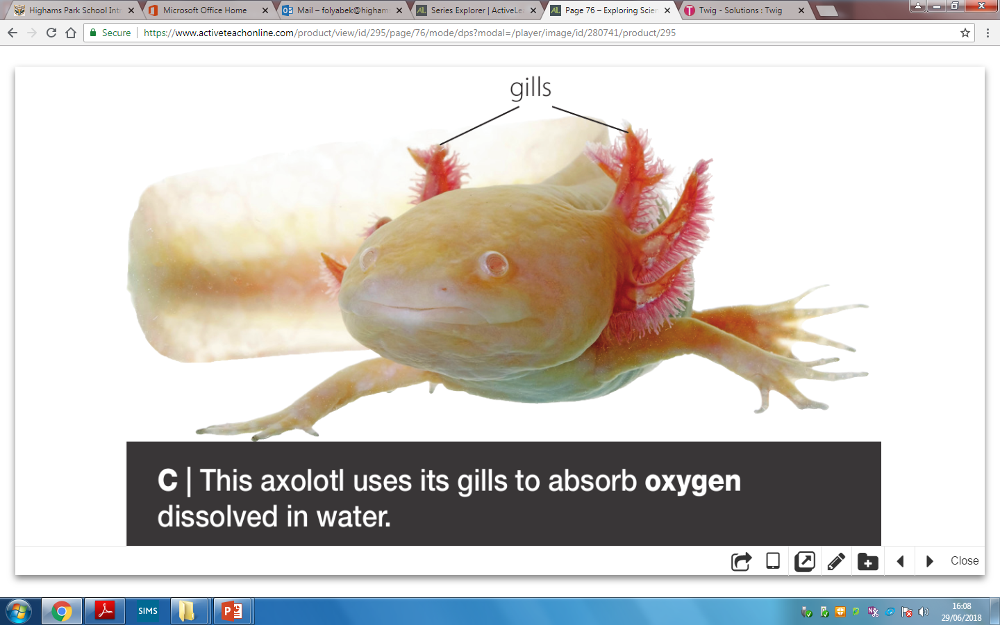 Highams Park School Int
Microsoft Office Home
Mail – folyabek@higham
Series Explorer | ActiveLe
Page 76 – Exploring Scien
Twig - Solutions : Twig
Secure
https://www.activeteachonline.com/product/view/id/295/page/76/mode/dps?modal=/player/image/id/280741/product/295
gills
C | This axolotl uses its gills to absorb oxygen
dissolved in water.
Close
SIMS
16:08
29/06/2018